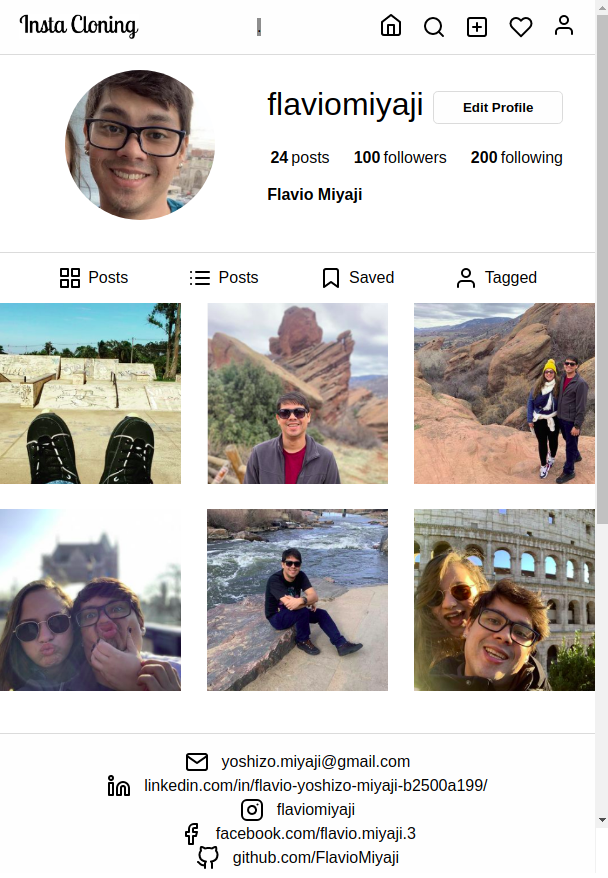 Insta Cloning
flaviomiyaji Edit Profile
24 posts 100 followers 200 following
Flavio Miyaji
Posts Posts Saved Tagged
yoshizo.miyaji@gmail.com
linkedin.com/in/flavio-yoshizo-miyaji-b2500a199/
flaviomiyaji
facebook.com/flavio.miyaji.3
github.com/FlavioMiyaji